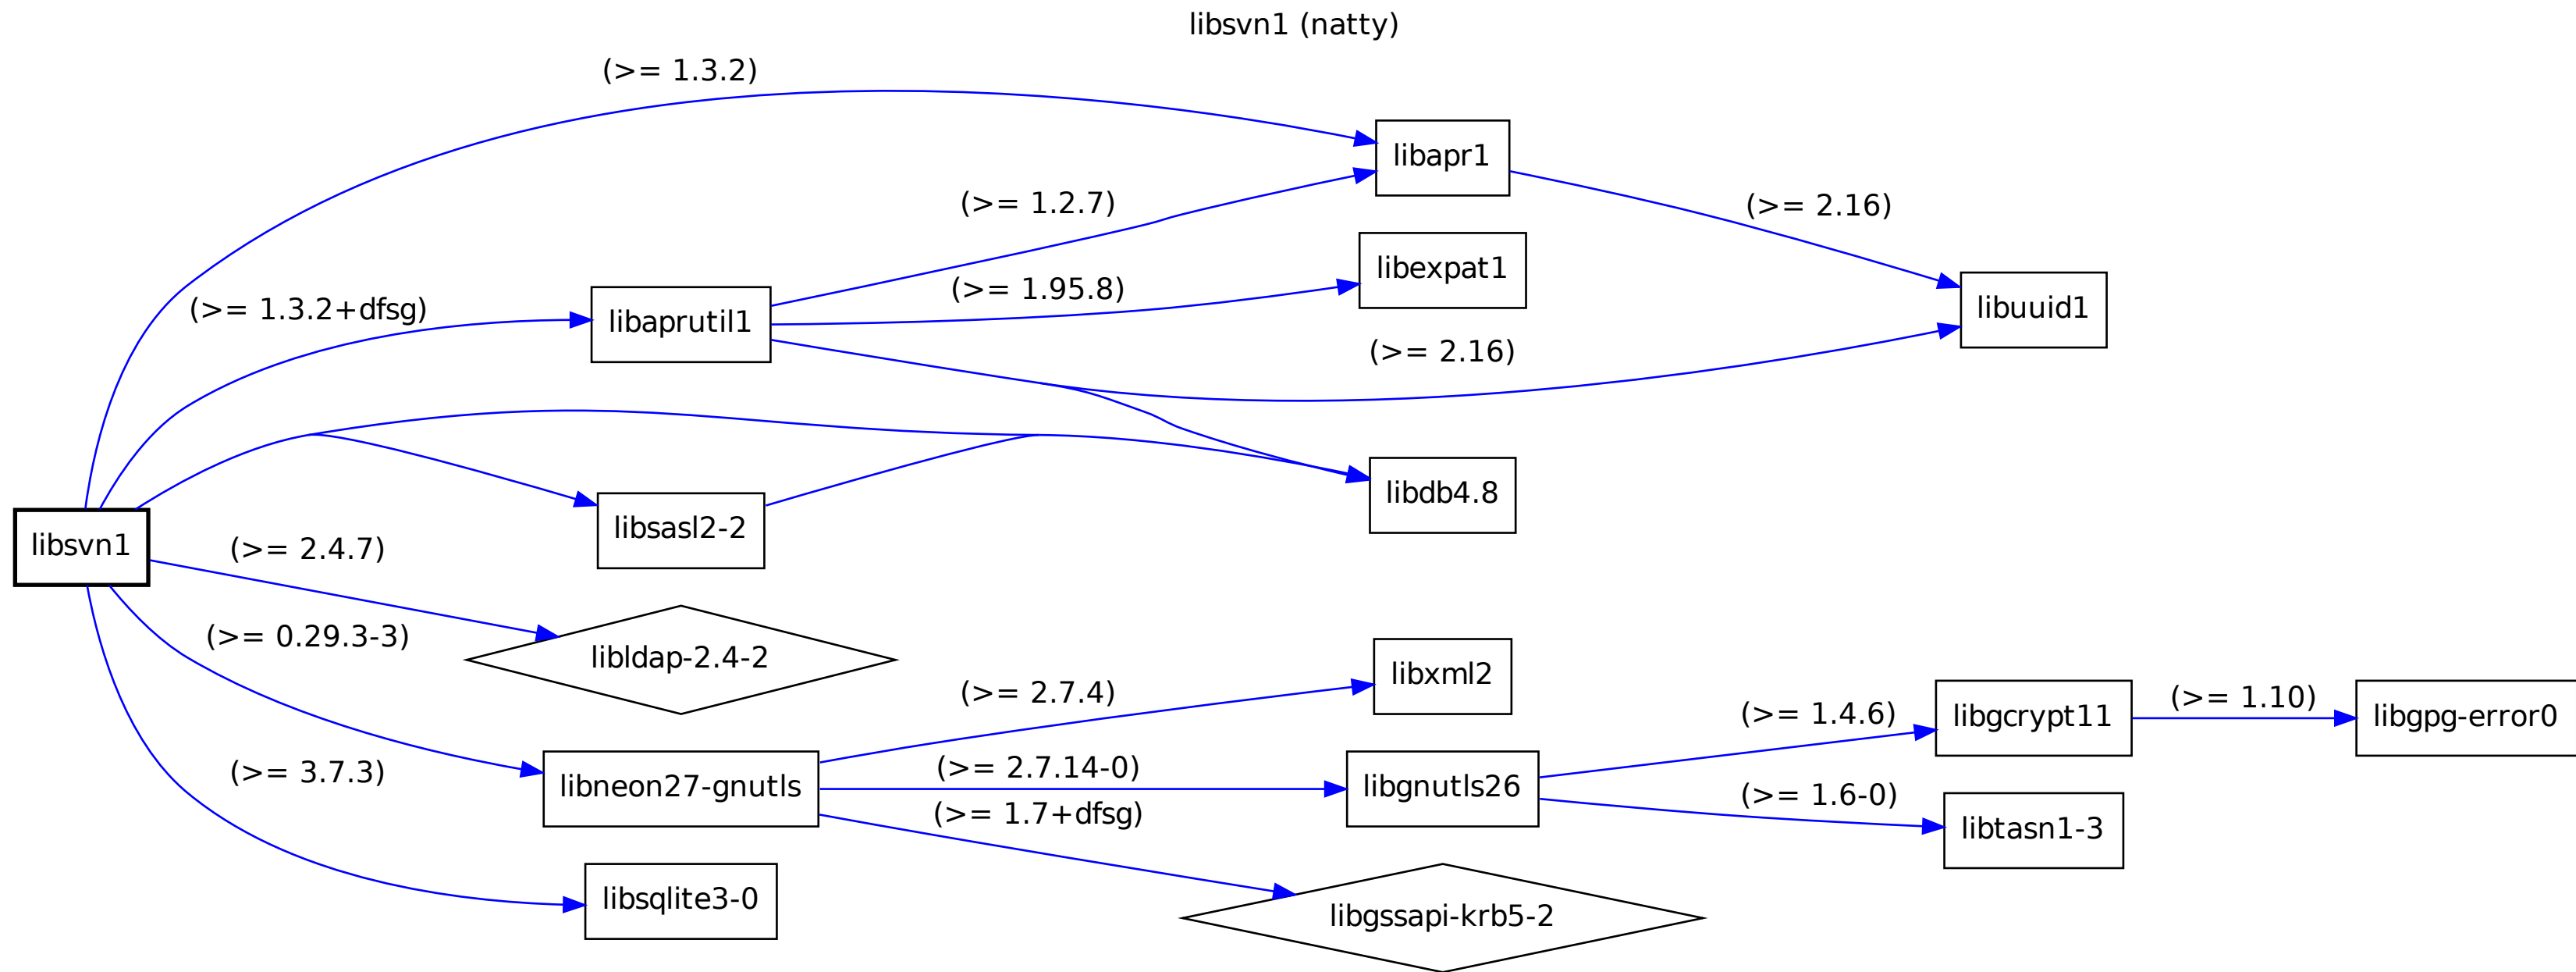 libsvn1 (natty)
(>= 1.3.2)
libapr1
(>= 1.2.7)
(>= 2.16)
libexpat1
(>= 1.95.8)
(>= 1.3.2+dfsg)
libuuid1
libaprutil1
(>= 2.16)
libdb4.8
libsasl2-2
libsvn1
(>= 2.4.7)
(>= 0.29.3-3)
libldap-2.4-2
libxml2
(>= 2.7.4)
(>= 1.4.6)
libgcrypt11
(>= 1.10)
libgpg-error0
(>= 3.7.3)
(>= 2.7.14-0)
libneon27-gnutls
libgnutls26
(>= 1.6-0)
(>= 1.7+dfsg)
libtasn1-3
libsqlite3-0
libgssapi-krb5-2